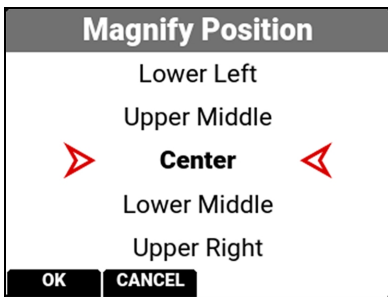 Magnify Position
Lower Left
Upper Middle
Center
Lower Middle
Upper Right
OK CANCEL